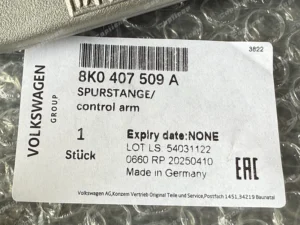 3822
VOLKSWAGEN
GROUP
8K0 407 509 A
SPURSTANGE/
control arm
1
Stück
Expiry date:NONE
LOT LS 54031122
0660 RP 20250410
Made in Germany
EAC
Volkswagen AG,Konzern Vertrieb Original Teile und Service,Postfach 1451,34219 Baunatal